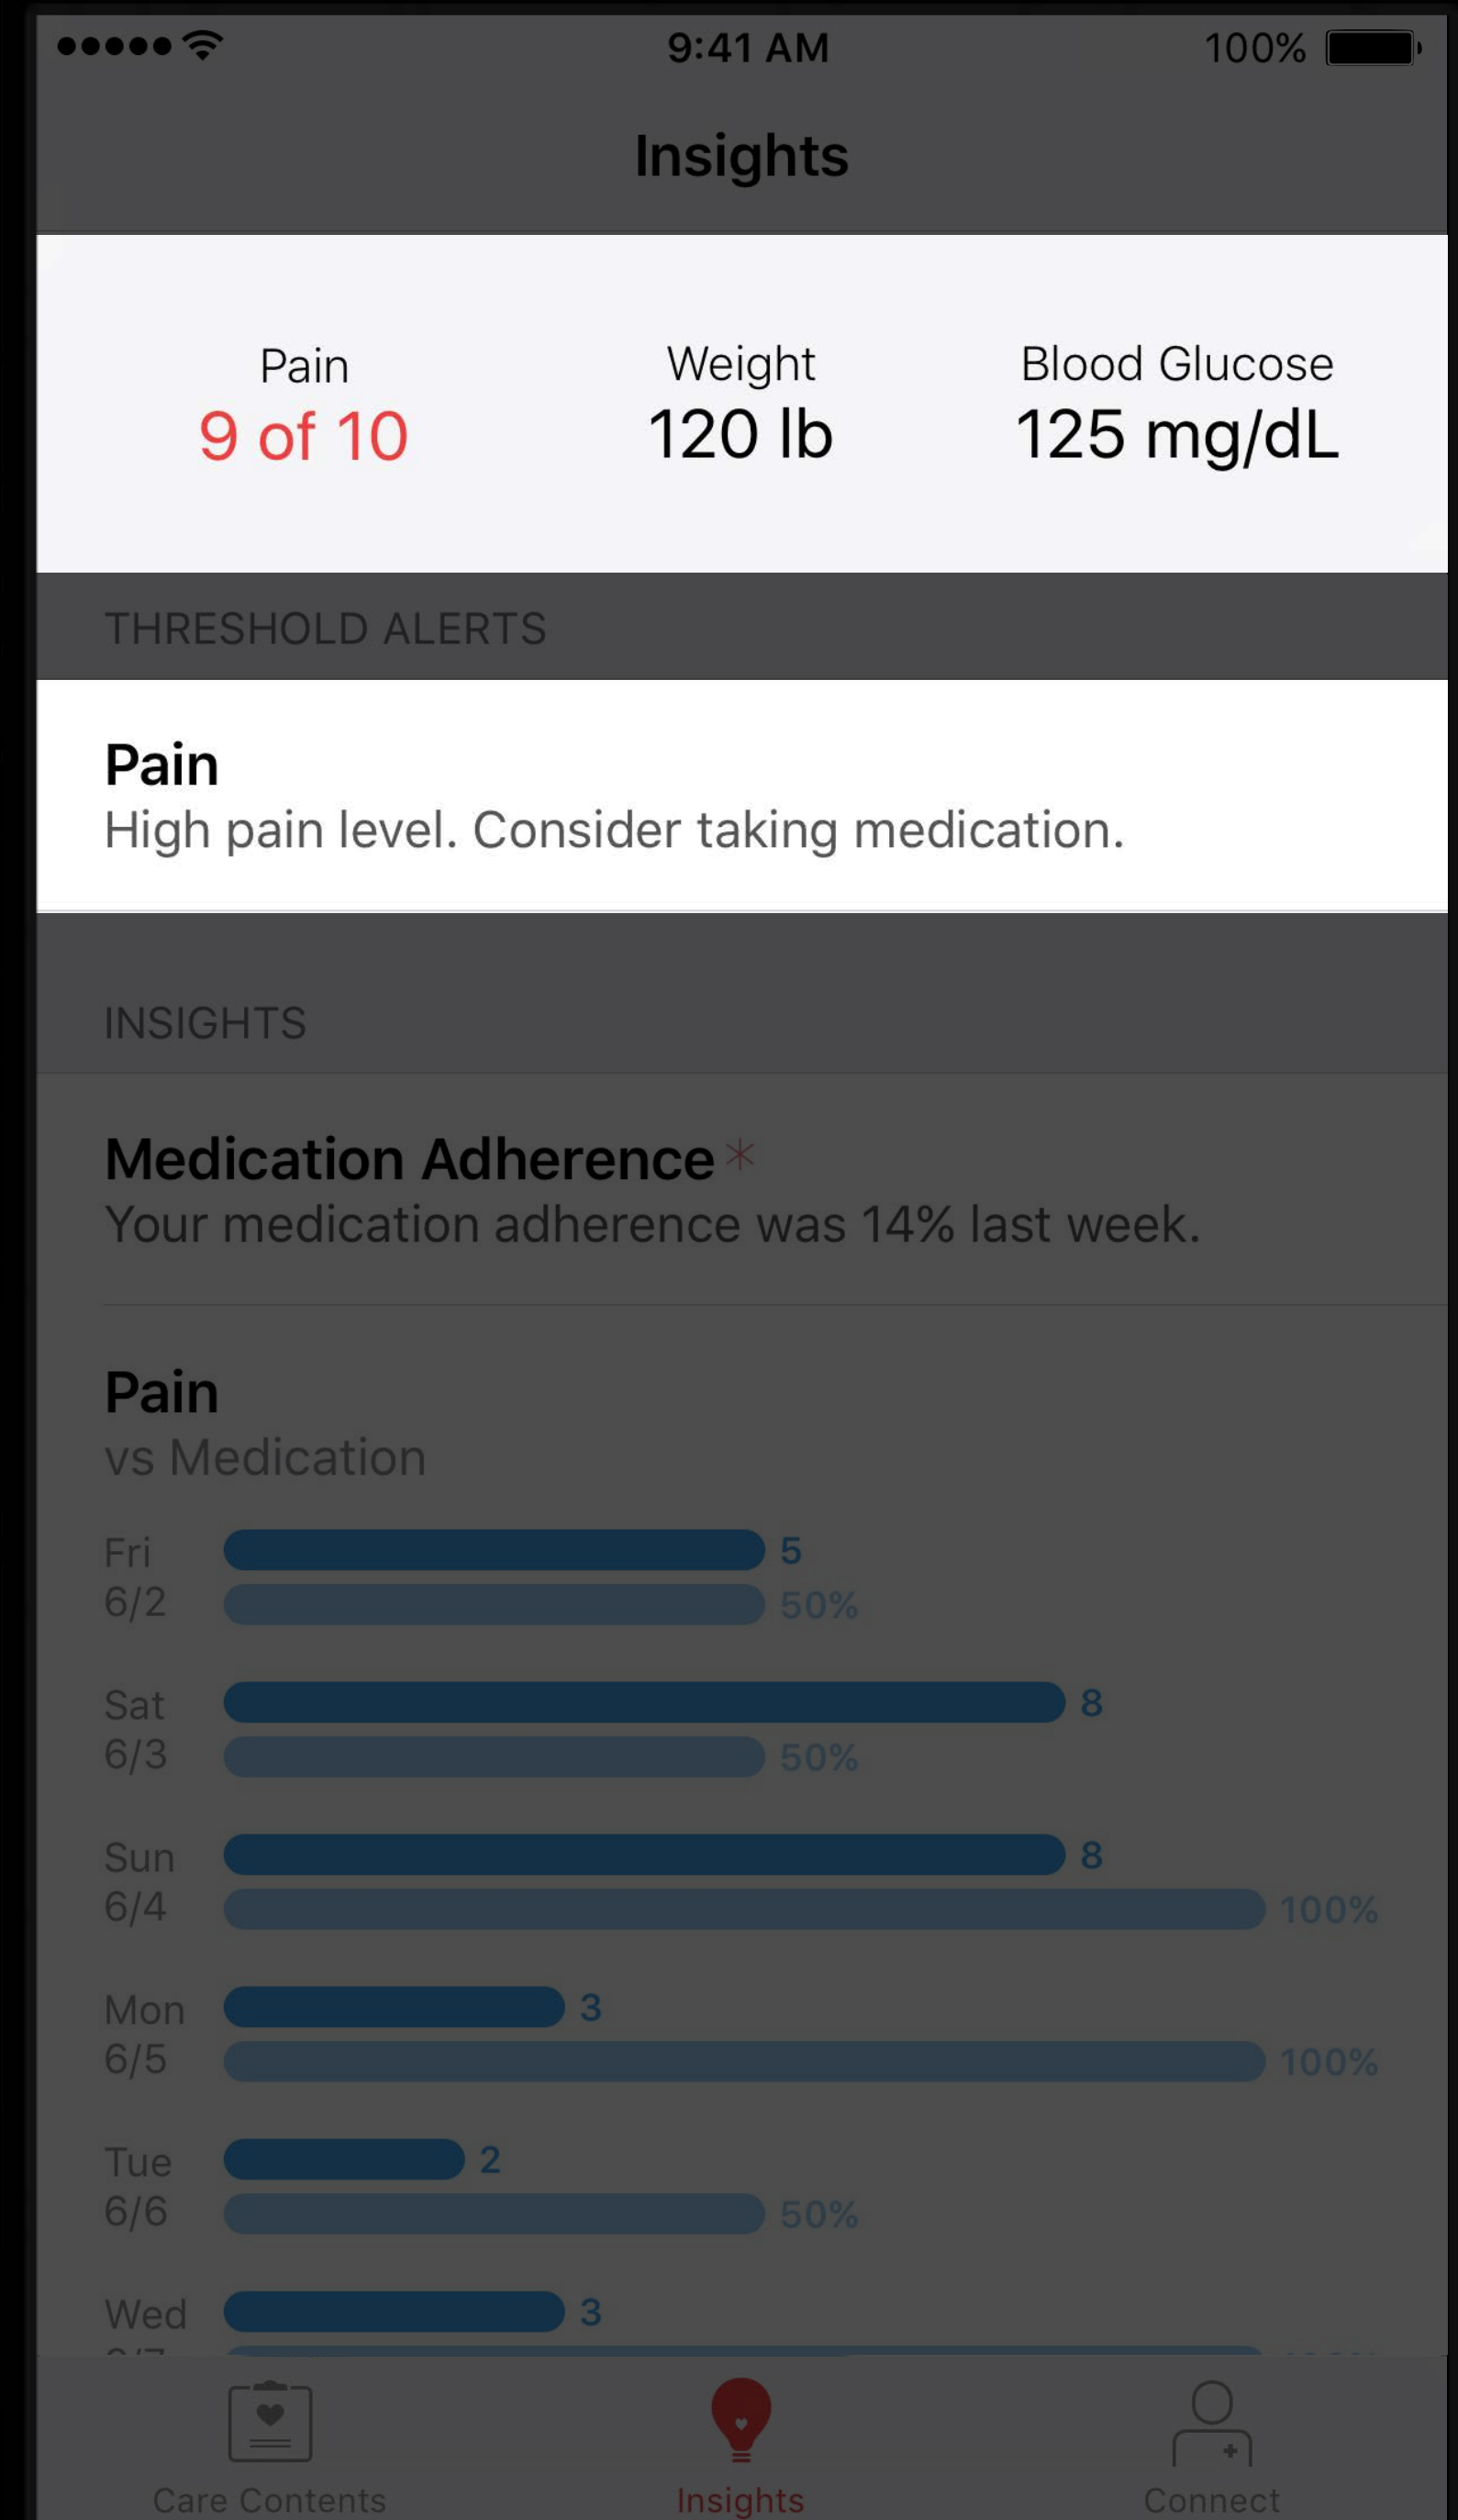 9:41 AM 100%
Insights
Pain Weight Blood Glucose
9 of 10 120 lb 125 mg/dL
THRESHOLD ALERTS
Pain
High pain level. Consider taking medication.
INSIGHTS
Medication Adherence*
Your medication adherence was 14% last week.
Pain
vs Medication
Fri 5
6/2 50%
Sat 8
6/3 50%
Sun 8
6/4 100%
Mon 3
6/5 100%
Tue 2
6/6 50%
Wed 3
Care Contents Insights Connect